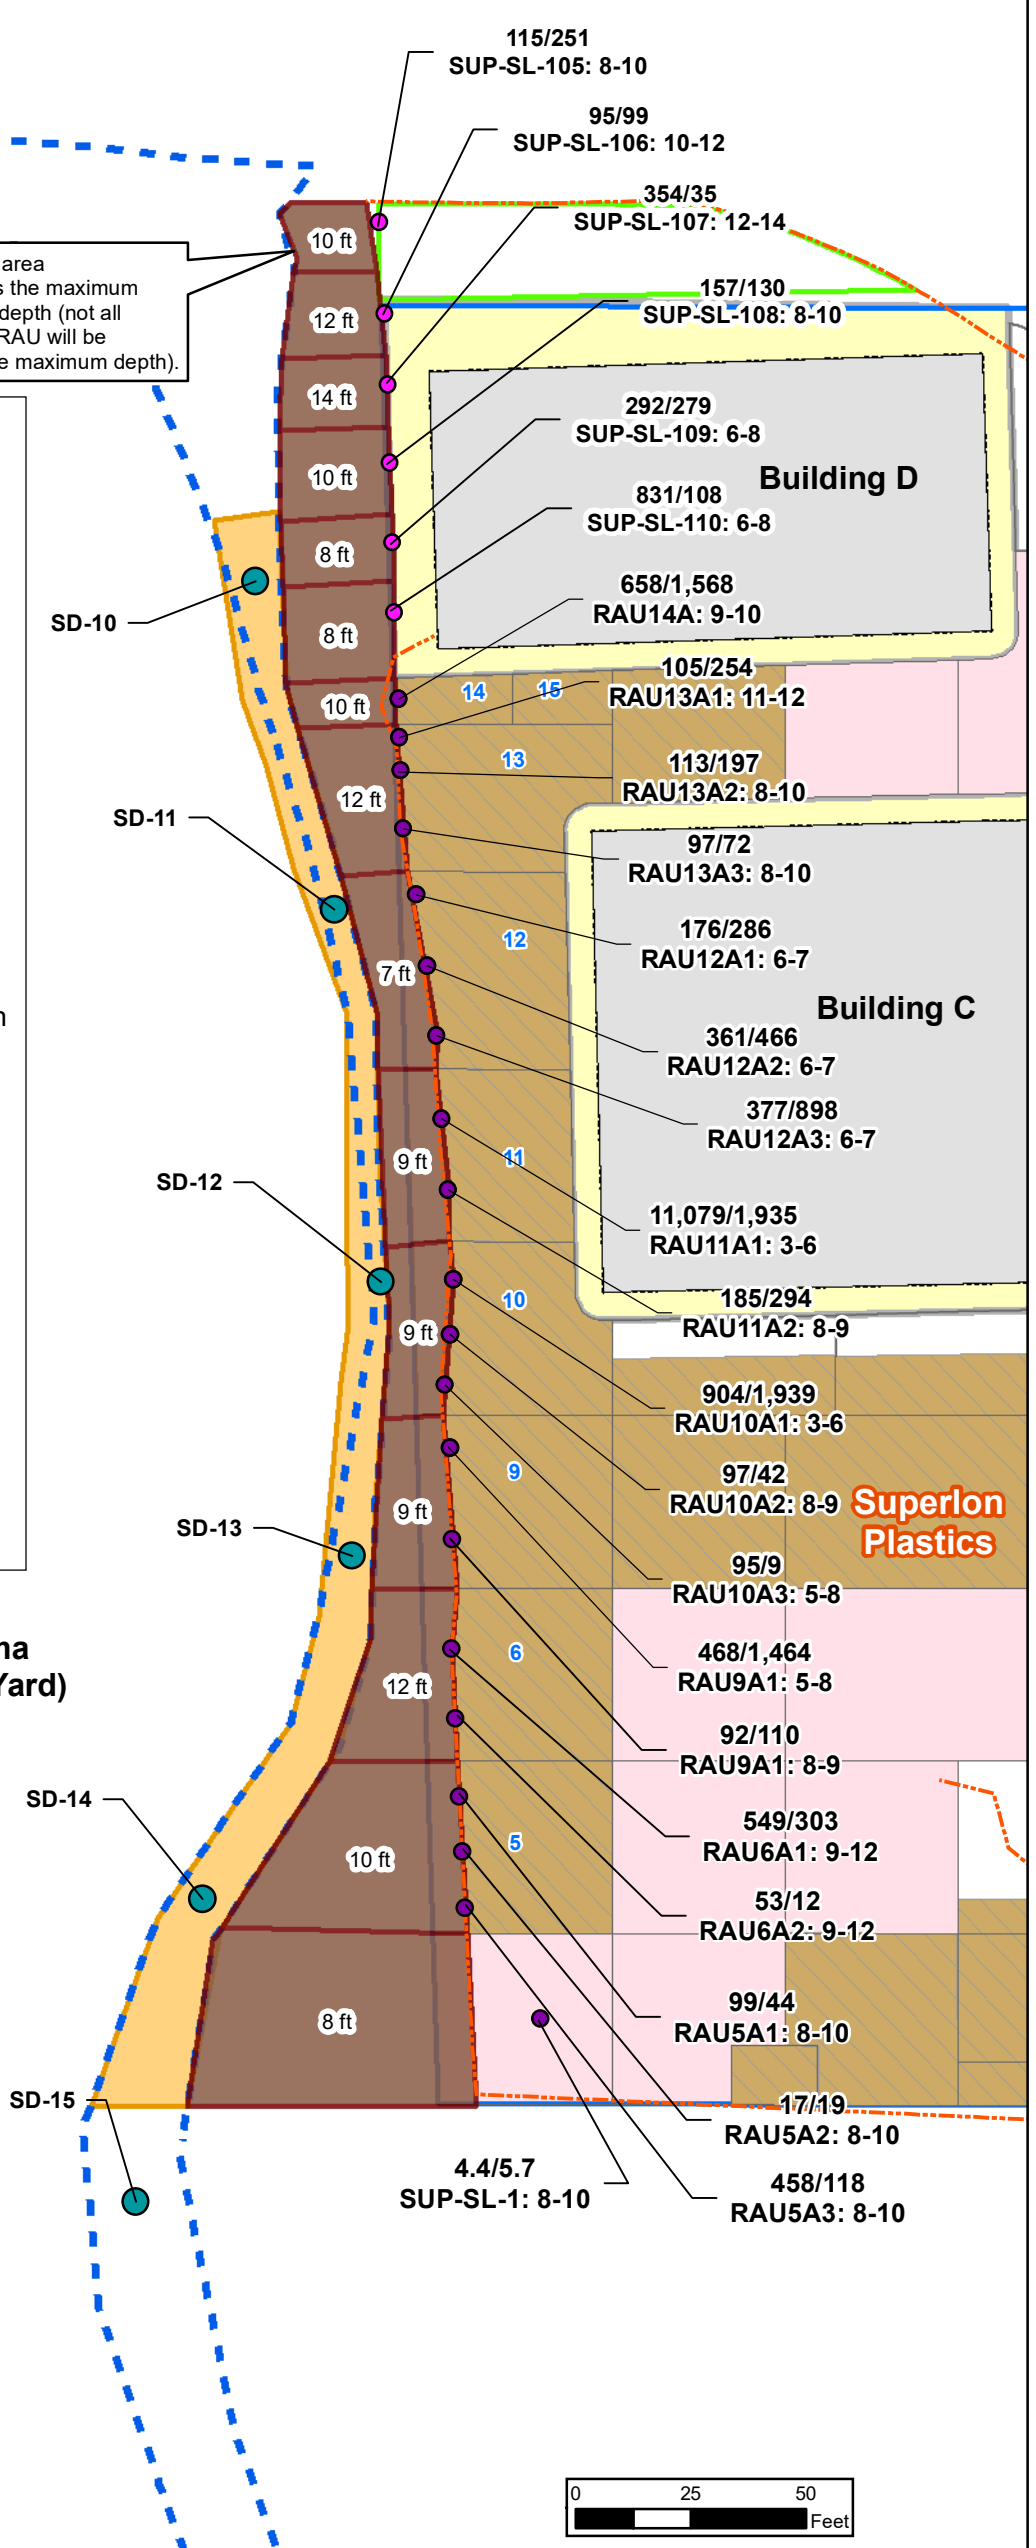 115/251
SUP-SL-105: 8-10
95/99
SUP-SL-106: 10-12
354/35
SUP-SL-107: 12-14
10 ft
area
s the maximum
depth (not all
RAU will be
e maximum depth).
157/130
SUP-SL-108: 8-10
12 ft
14 ft
292/279
SUP-SL-109: 6-8
10 ft
Building D
831/108
SUP-SL-110: 6-8
8 ft
658/1,568
RAU14A: 9-10
SD-10
8 ft
105/254
RAU13A1: 11-12
14
15
10 ft
113/197
RAU13A2: 8-10
13
12 ft
SD-11
97/72
RAU13A3: 8-10
176/286
RAU12A1: 6-7
12
7 ft
Building C
n
361/466
RAU12A2: 6-7
377/898
RAU12A3: 6-7
9 ft
11
SD-12
11,079/1,935
RAU11A1: 3-6
10
185/294
RAU11A2: 8-9
9 ft
904/1,939
RAU10A1: 3-6
9
97/42
RAU10A2: 8-9
Superlon
Plastics
9 ft
SD-13
95/9
RAU10A3: 5-8
ma
Yard)
6
468/1,464
RAU9A1: 5-8
12 ft
92/110
RAU9A1: 8-9
SD-14
549/303
RAU6A1: 9-12
5
10 ft
53/12
RAU6A2: 9-12
99/44
RAU5A1: 8-10
8 ft
SD-15
17/19
RAU5A2: 8-10
4.4/5.7
SUP-SL-1: 8-10
458/118
RAU5A3: 8-10
0 25 50
Feet